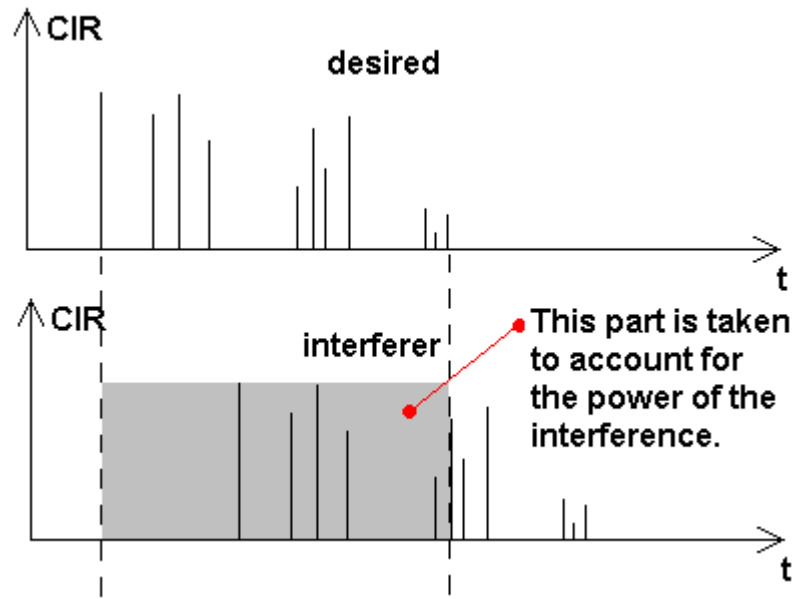 CIR
desired
t
CIR
interferer
This part is taken
to account for
the power of the
interference.
t